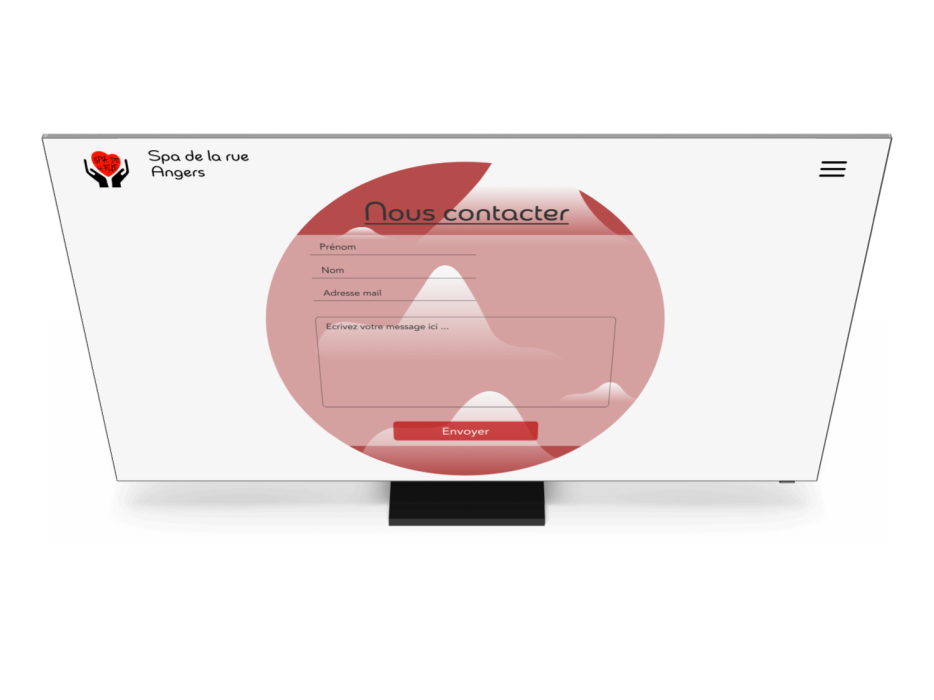 Spa de la rue
Angers
Nous contacter
Prénom
Nom
Adresse mail
Ecrivez votre message ici ...
Envoyer